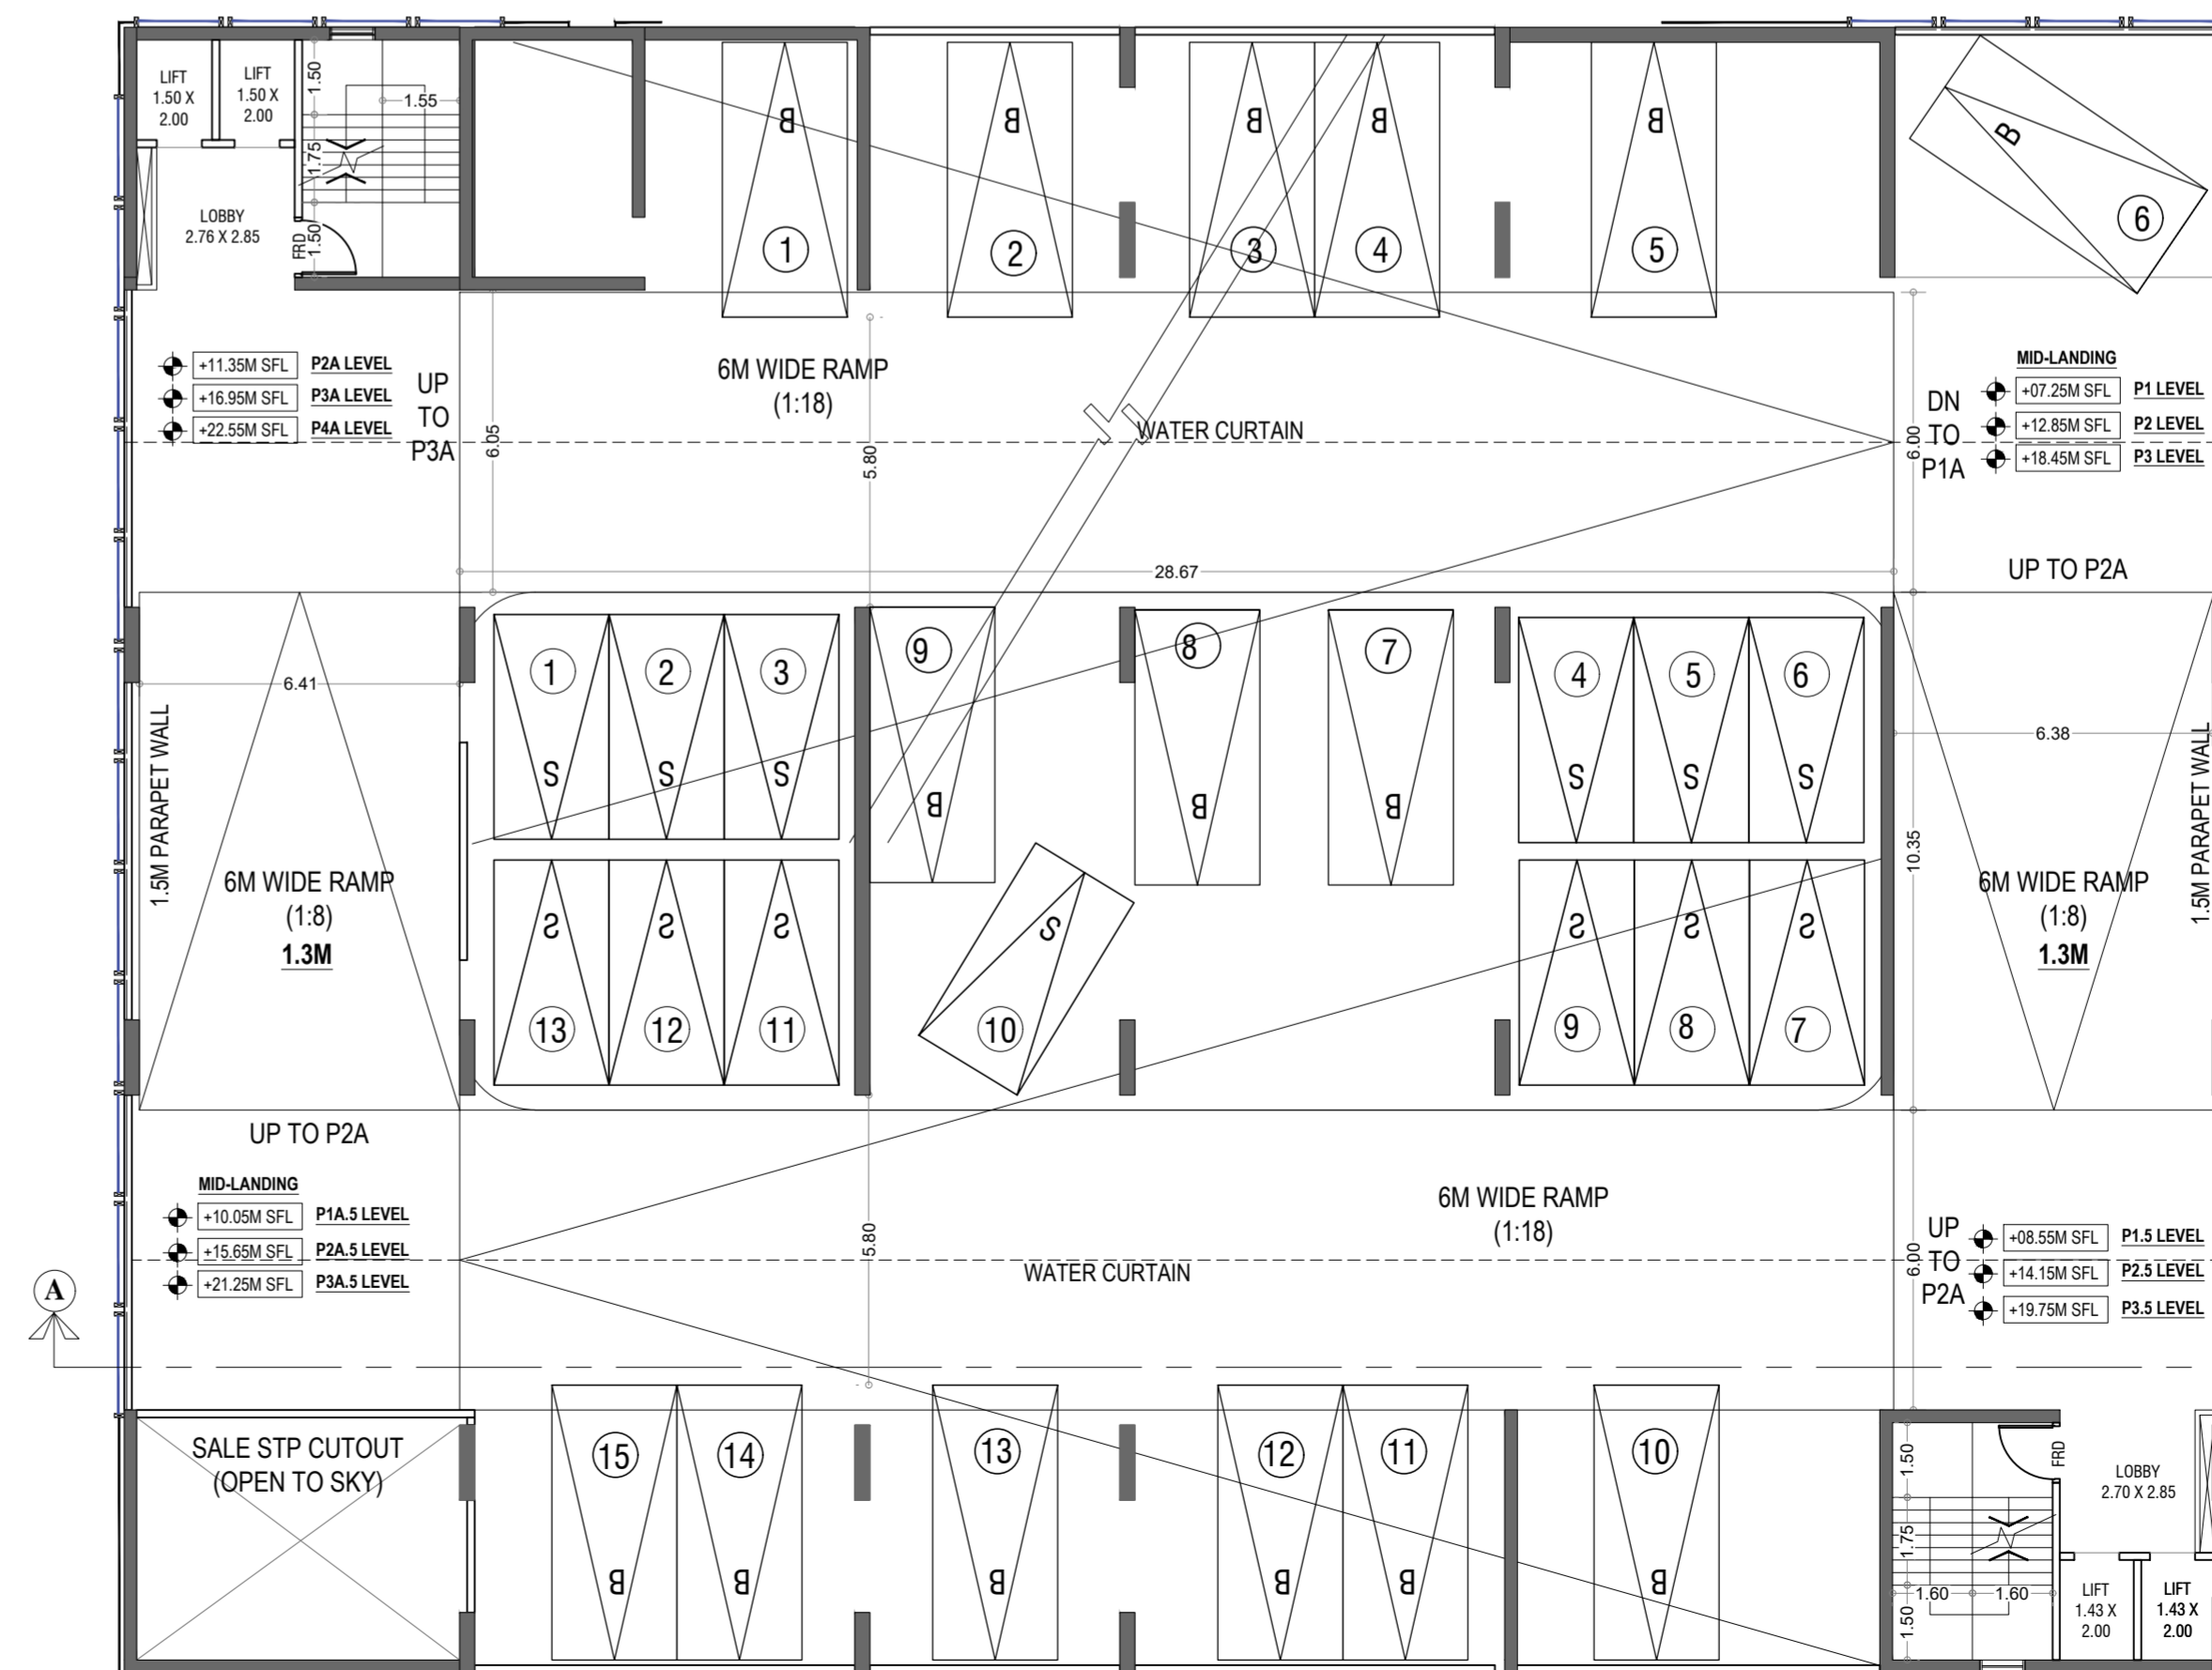 LIFT
1.50 X
2.00
LIFT
1.50 X
2.00
1.50
1.55
1.75
LOBBY
2.76 X 2.85
FRD
1.50
B
1
B
2
B
3
B
4
B
5
B
6
+11.35M SFL P2A LEVEL
+16.95M SFL P3A LEVEL
+22.55M SFL P4A LEVEL
UP
TO
P3A
6.05
6M WIDE RAMP
(1:18)
5.80
WATER CURTAIN
28.67
DN
TO
P1A
6.00
MID-LANDING
+07.25M SFL P1 LEVEL
+12.85M SFL P2 LEVEL
+18.45M SFL P3 LEVEL
UP TO P2A
6.41
1.5M PARAPET WALL
6M WIDE RAMP
(1:8)
1.3M
1
S
2
S
3
S
9
B
8
B
7
B
4
S
5
S
6
S
S
13
S
12
S
11
S
10
S
9
S
8
S
7
10.35
6.38
1.5M PARAPET WALL
6M WIDE RAMP
(1:8)
1.3M
UP TO P2A
MID-LANDING
+10.05M SFL P1A.5 LEVEL
+15.65M SFL P2A.5 LEVEL
+21.25M SFL P3A.5 LEVEL
A
5.80
WATER CURTAIN
6M WIDE RAMP
(1:18)
UP
TO
P2A
6.00
+08.55M SFL P1.5 LEVEL
+14.15M SFL P2.5 LEVEL
+19.75M SFL P3.5 LEVEL
SALE STP CUTOUT
(OPEN TO SKY)
15
B
14
B
13
B
12
B
11
B
10
B
1.50
FRD
LOBBY
2.70 X 2.85
1.75
1.60
1.60
1.50
LIFT
1.43 X
2.00
LIFT
1.43 X
2.00